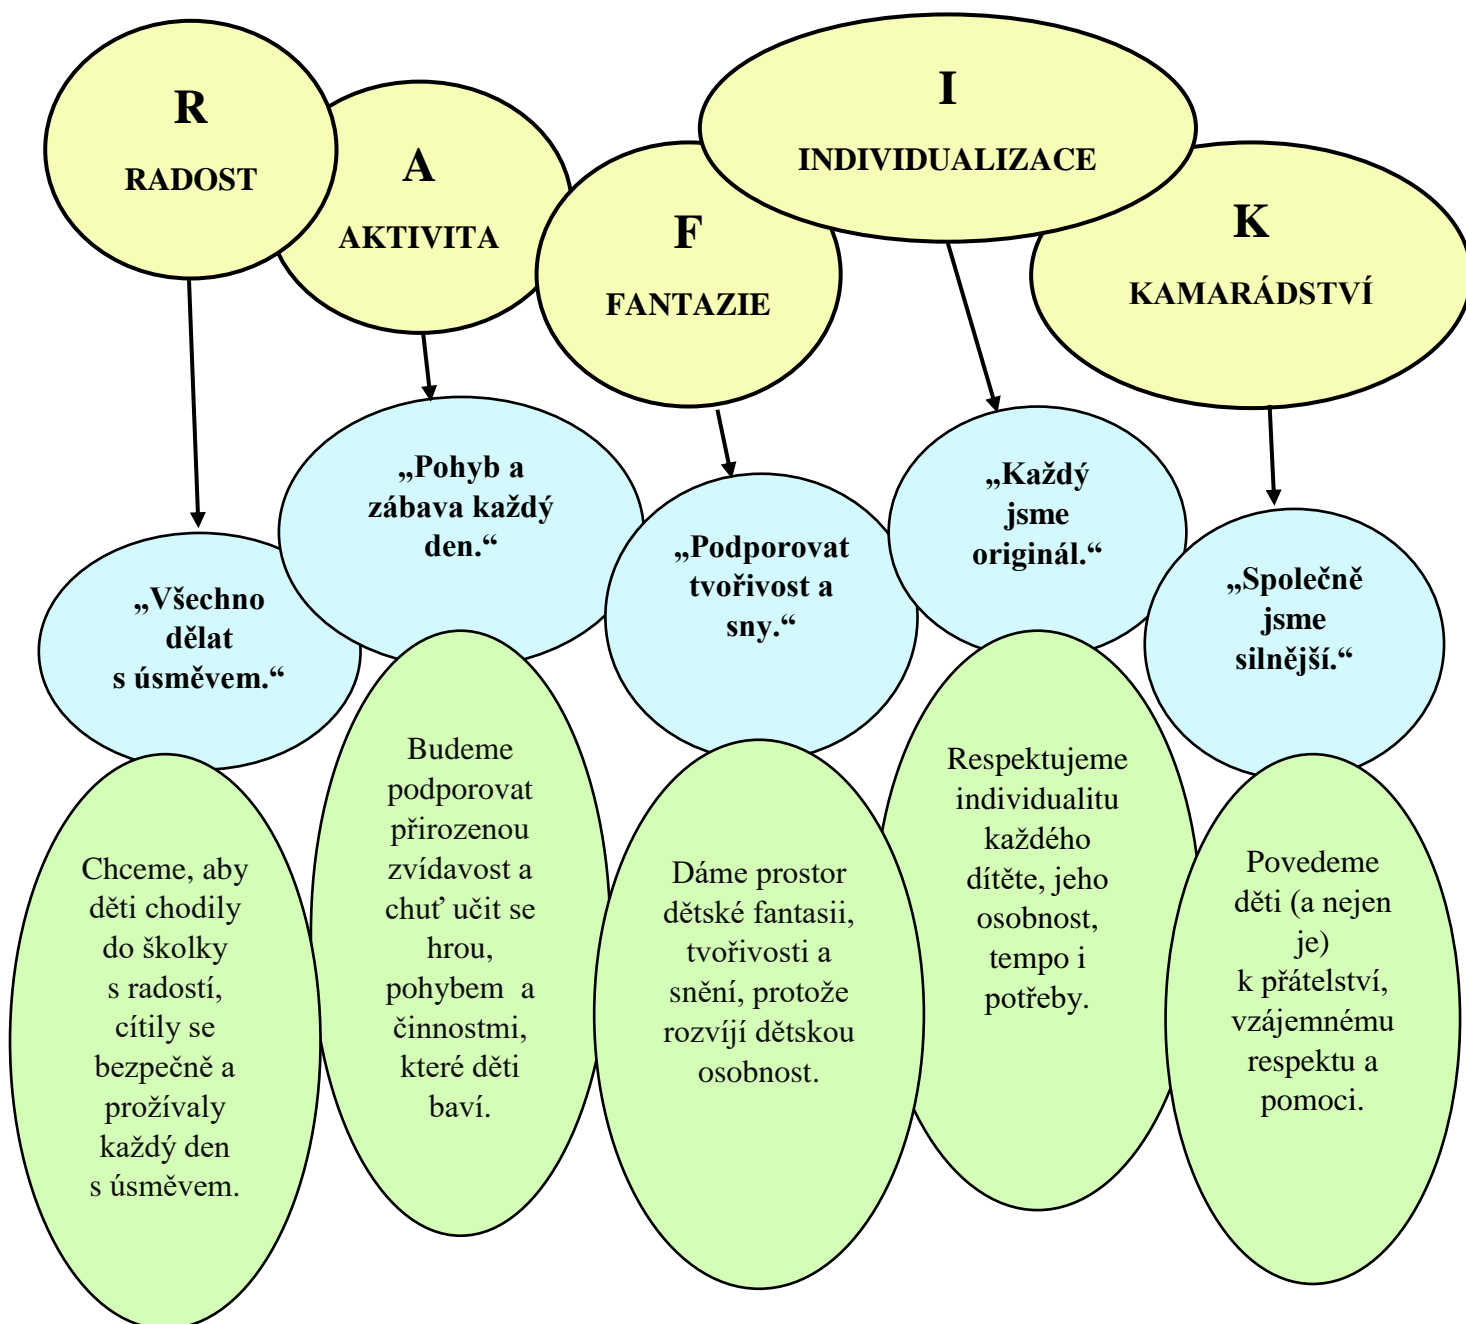 R
RADOST
A
AKTIVITA
F
FANTAZIE
I
INDIVIDUALIZACE
K
KAMARÁDSTVÍ
„Všechno
dělat
s úsměvem.“
„Pohyb a
zábava každý
den.“
„Podporovat
tvořivost a
sny.“
„Každý
jsme
originál.“
„Společně
jsme
silnější.“
Chceme, aby
děti chodily
do školky
s radostí,
cítily se
bezpečně a
prožívaly
každý den
s úsměvem.
Budeme
podporovat
přirozenou
zvídavost a
chuť učit se
hrou,
pohybem  a
činnostmi,
které děti
baví.
Dáme prostor
dětské fantasii,
tvořivosti a
snění, protože
rozvíjí dětskou
osobnost.
Respektujeme
individualitu
každého
dítěte, jeho
osobnost,
tempo i
potřeby.
Povedeme
děti (a nejen
je)
k přátelství,
vzájemnému
respektu a
pomoci.